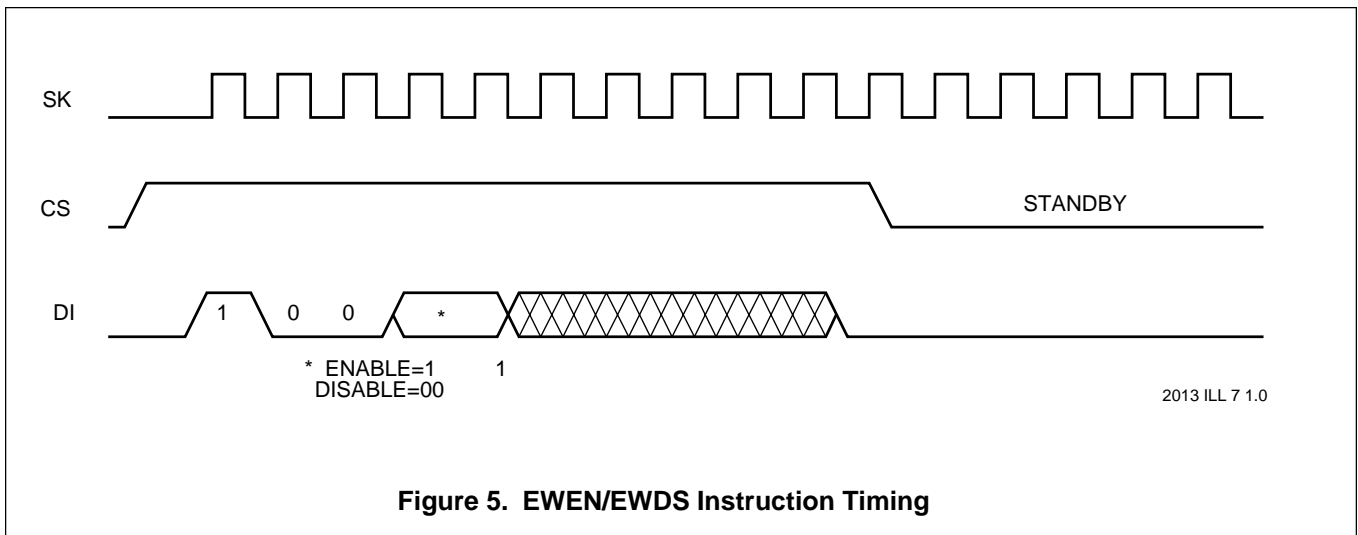 SK
CS
STANDBY
DI
1 0 0 *
* ENABLE=1 1
DISABLE=00
2013 ILL 7 1.0
Figure 5. EWEN/EWDS Instruction Timing